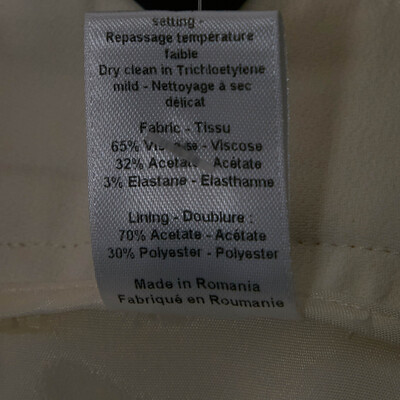 setting -
Repassage température
faible
Dry clean in Trichloetylene
mild - Nettoyage à sec
délicat
Fabric - Tissu
65% - Viscose
32% Acetate - Acétate
3% Elastane - Elasthanne
Lining - Doublure :
70% Acetate - Acétate
30% Polyester - Polyester
Made in Romania
Fabriqué en Roumanie